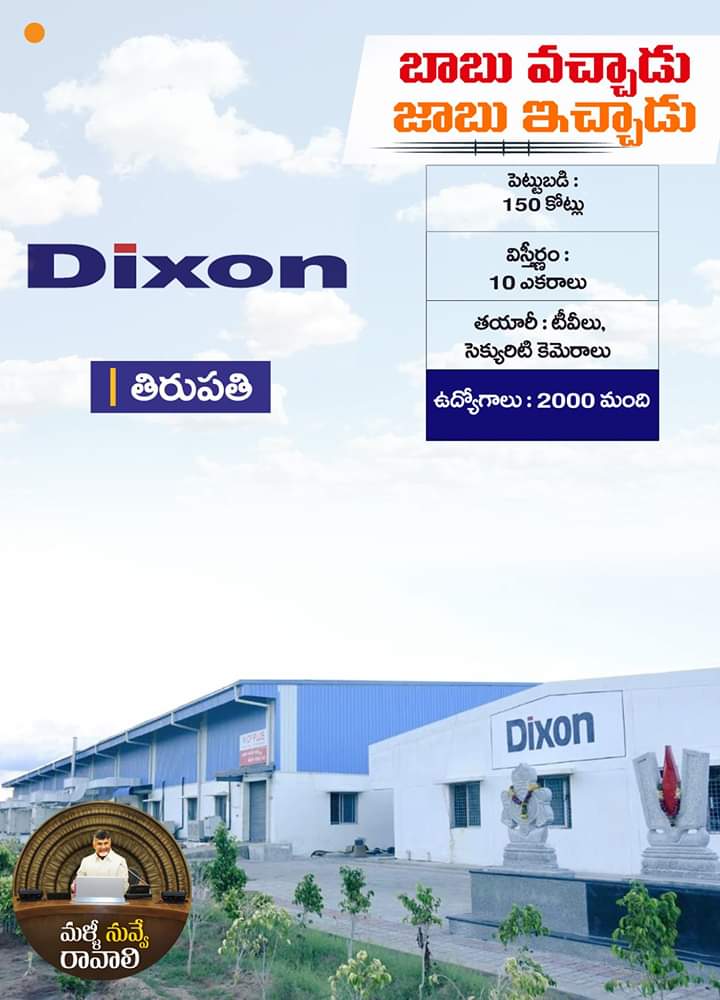 బాబు వచ్చాడు
జాబు ఇచ్చాడు
పెట్టుబడి :
150 కోట్లు
Dixon
విస్తీర్ణం :
10 ఎకరాలు
తయారీ : టీవీలు,
సెక్యురిటి కెమెరాలు
తిరుపతి
ఉద్యోగాలు : 2000 మంది
Dixon
మళ్ళీ నువ్వే
రావాలి